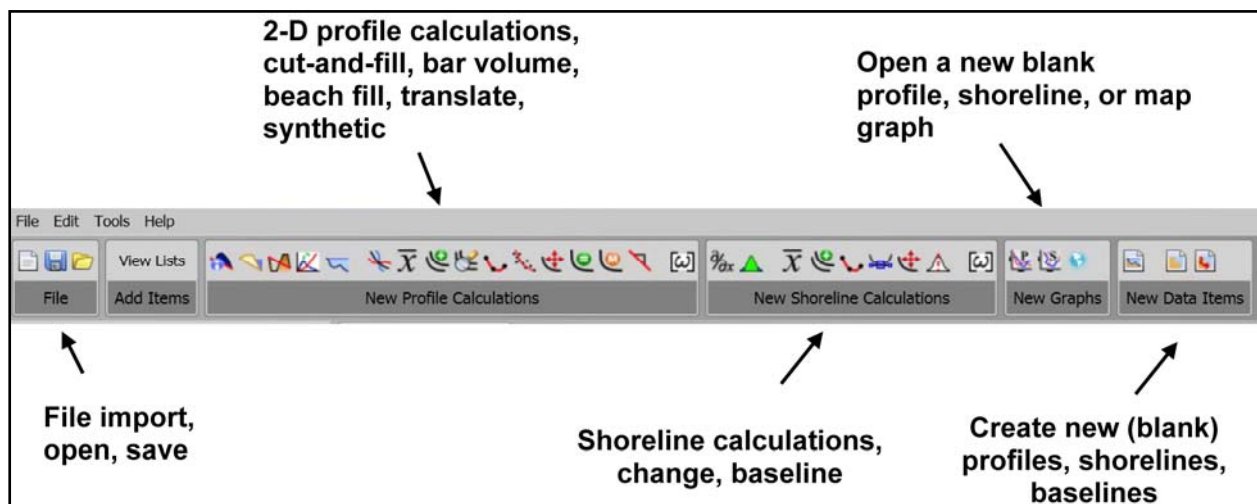 2-D profile calculations,
cut-and-fill, bar volume,
beach fill, translate,
synthetic
Open a new blank
profile, shoreline, or map
graph
File Edit Tools Help
View Lists
x̅ [ω] ∂/∂x x̅ [ω]
File Add Items New Profile Calculations New Shoreline Calculations New Graphs New Data Items
File import,
open, save
Shoreline calculations,
change, baseline
Create new (blank)
profiles, shorelines,
baselines